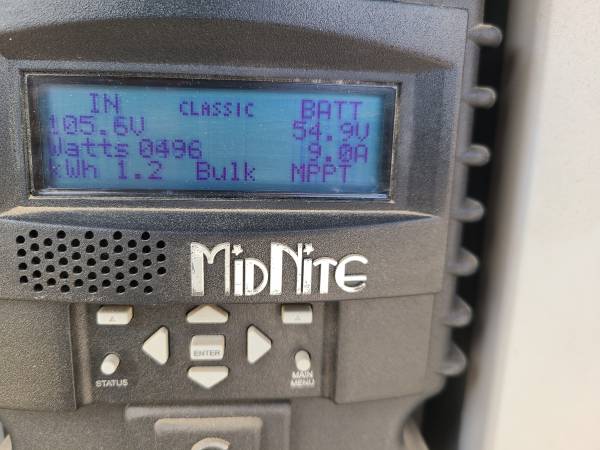 IN CLASSIC BATT
105.6V 54.9V
Watts 0496 9.0A
kWh 1.2 Bulk MPPT
MIDNITE
ENTER
STATUS
MAIN
MENU